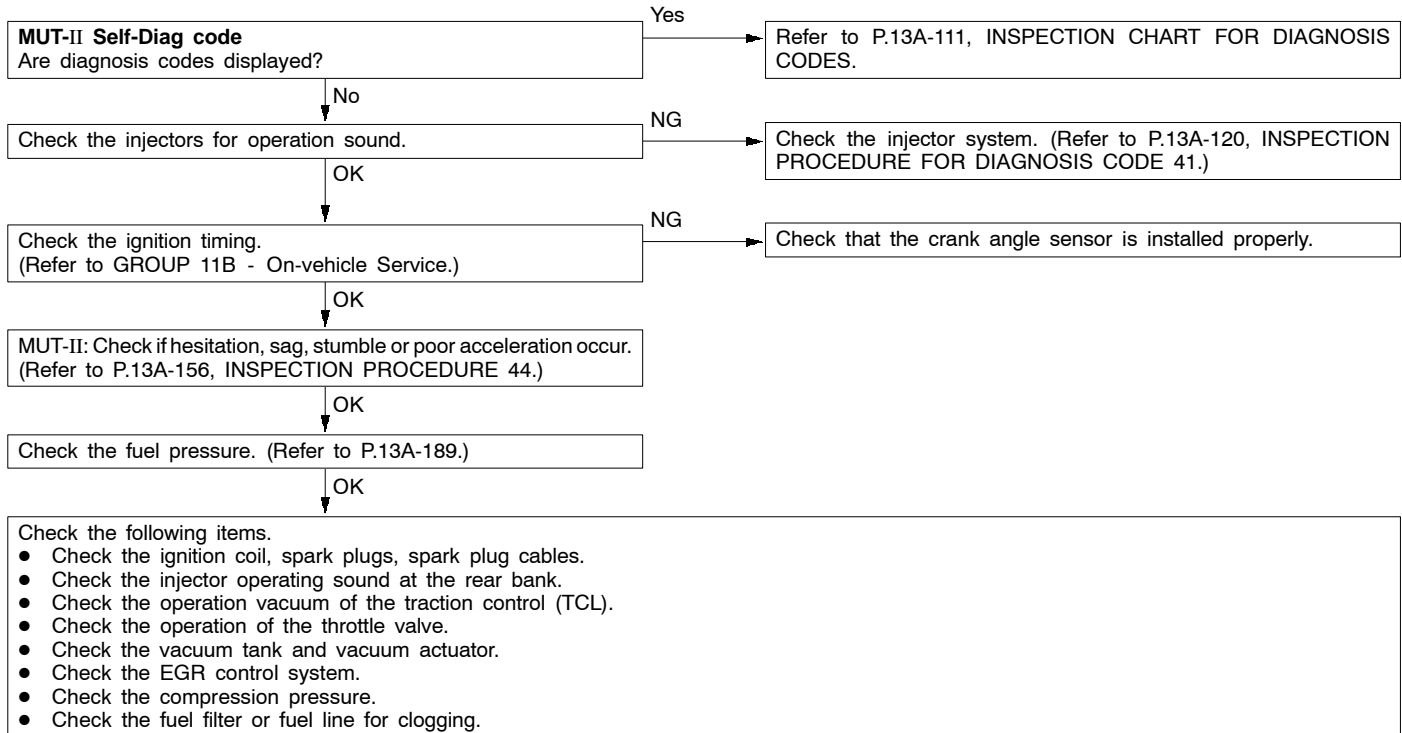 MUT-II Self-Diag code
Are diagnosis codes displayed?
Yes
Refer to P.13A-111, INSPECTION CHART FOR DIAGNOSIS
CODES.
No
Check the injectors for operation sound.
NG
Check the injector system. (Refer to P.13A-120, INSPECTION
PROCEDURE FOR DIAGNOSIS CODE 41.)
OK
Check the ignition timing.
(Refer to GROUP 11B - On-vehicle Service.)
NG
Check that the crank angle sensor is installed properly.
OK
MUT-II: Check if hesitation, sag, stumble or poor acceleration occur.
(Refer to P.13A-156, INSPECTION PROCEDURE 44.)
OK
Check the fuel pressure. (Refer to P.13A-189.)
OK
Check the following items.
● Check the ignition coil, spark plugs, spark plug cables.
● Check the injector operating sound at the rear bank.
● Check the operation vacuum of the traction control (TCL).
● Check the operation of the throttle valve.
● Check the vacuum tank and vacuum actuator.
● Check the EGR control system.
● Check the compression pressure.
● Check the fuel filter or fuel line for clogging.